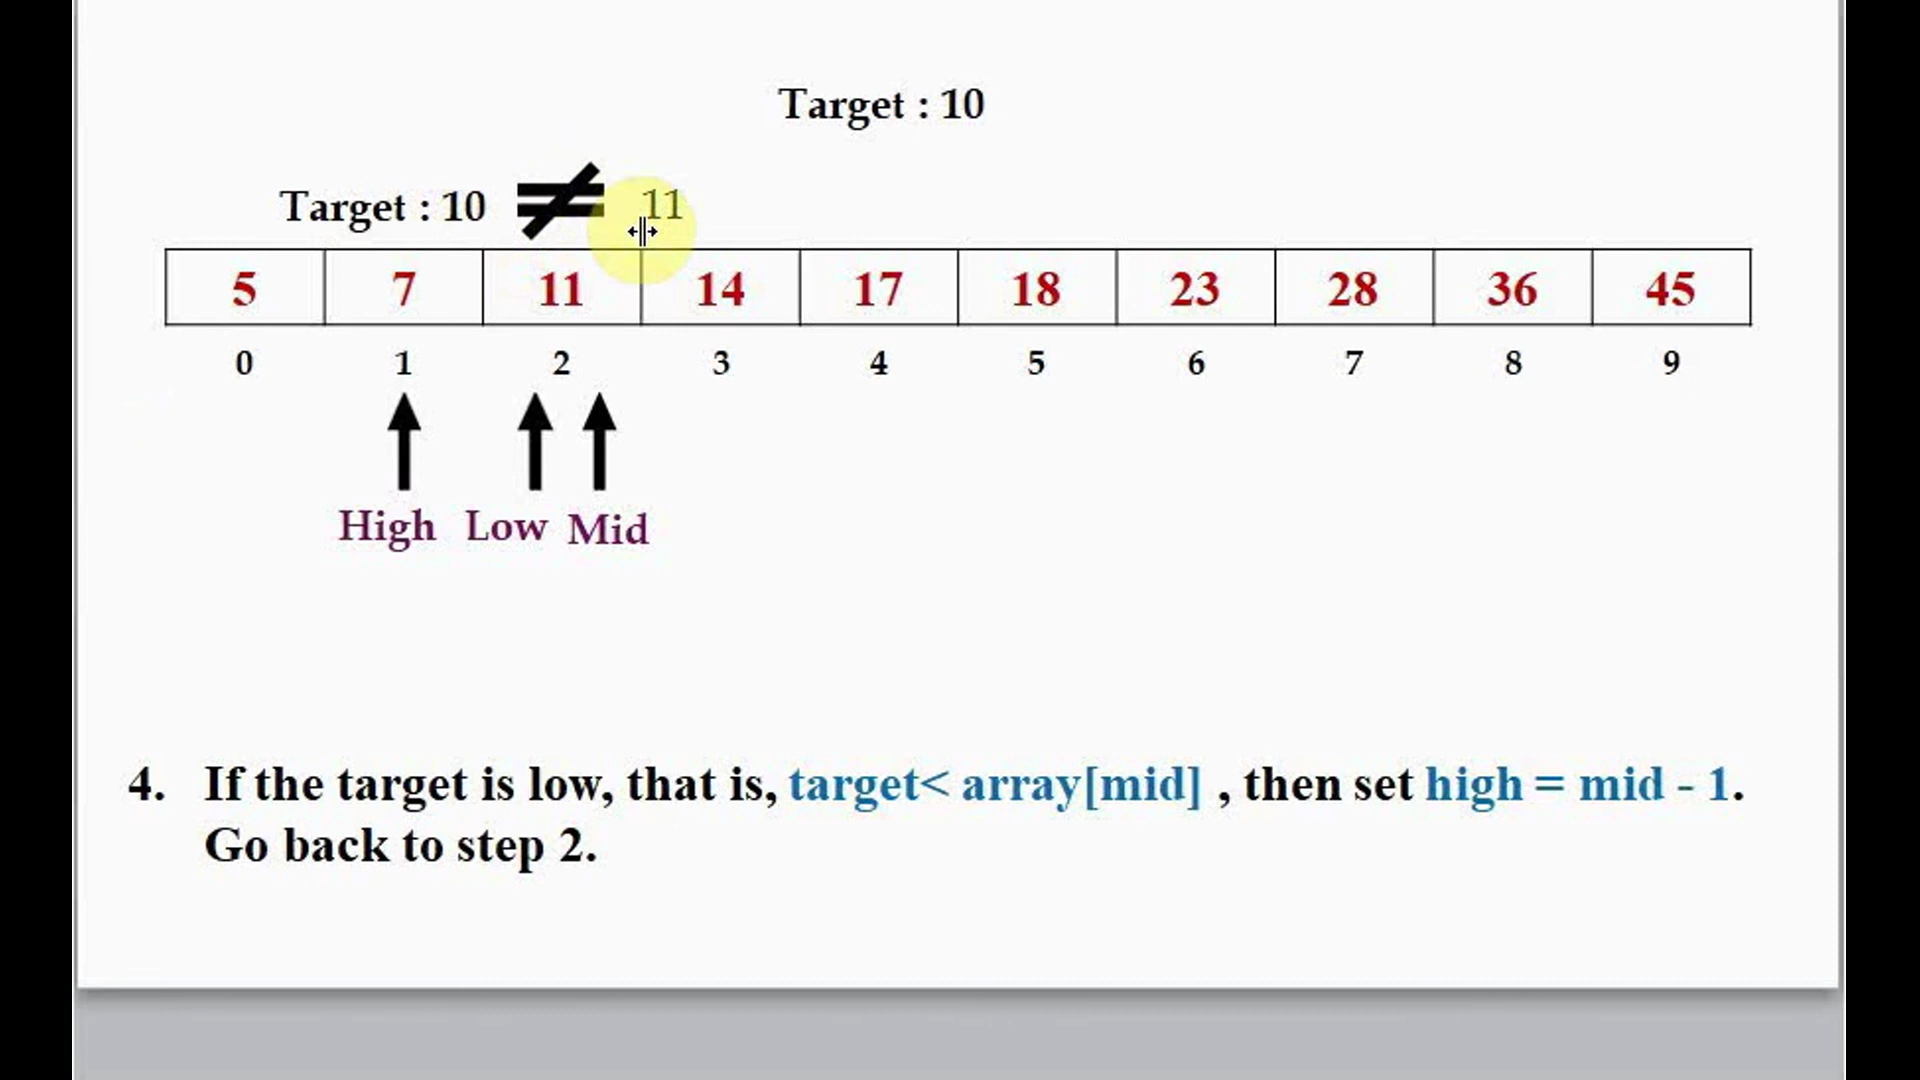 Target : 10
Target : 10 ≠ 11
5 7 11 14 17 18 23 28 36 45
0 1 2 3 4 5 6 7 8 9
High Low Mid
4. If the target is low, that is, target< array[mid] , then set high = mid - 1.
Go back to step 2.